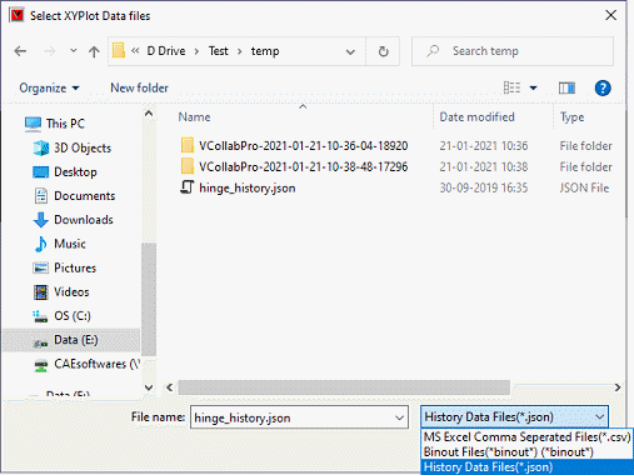 Select XYPlot Data files
« D Drive › Test › temp
Search temp
Organize New folder
Name Date modified Type
This PC
3D Objects
Desktop
Documents
Downloads
Music
Pictures
Videos
OS (C:)
Data (E:)
CAEsoftwares (\\
VCollabPro-2021-01-21-10-36-04-18920 21-01-2021 10:36 File folder
VCollabPro-2021-01-21-10-38-48-17296 21-01-2021 10:38 File folder
hinge_history.json 30-09-2019 16:35 JSON File
File name: hinge_history.json History Data Files(*.json)
MS Excel Comma Seperated Files(*.csv)
Binout Files(*binout*) (*binout*)
History Data Files(*.json)